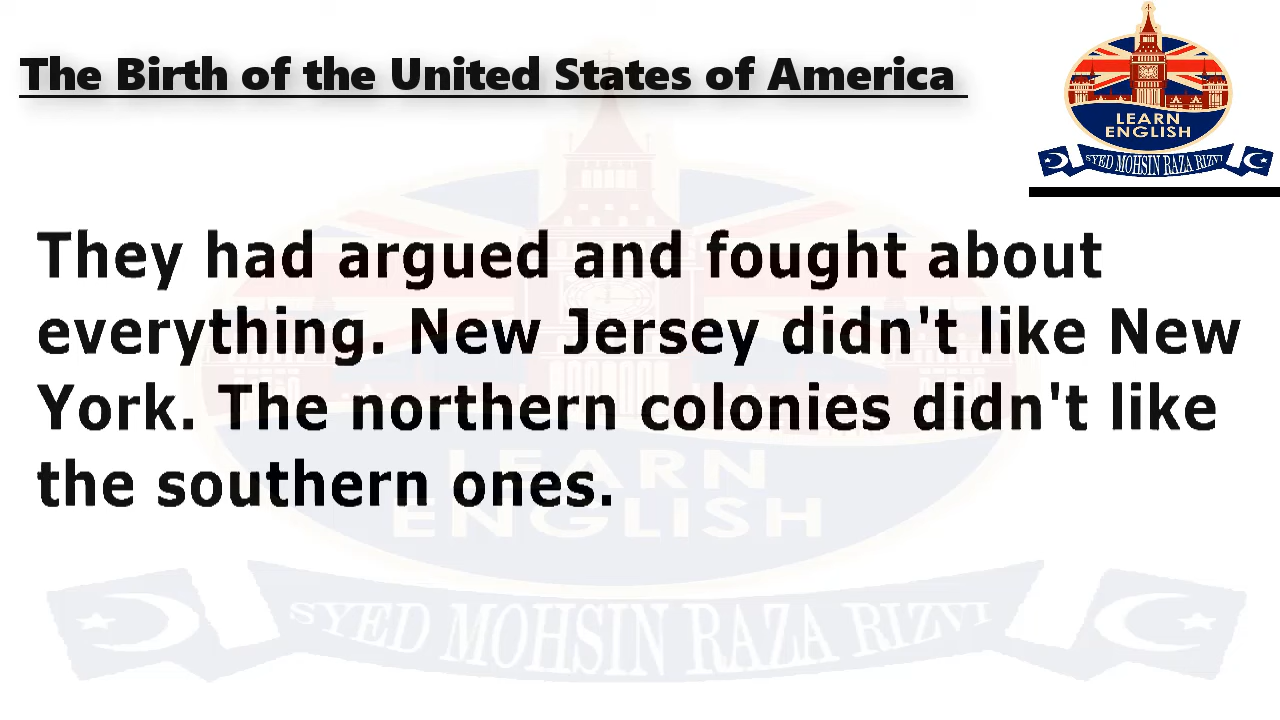 The Birth of the United States of America
LEARN
ENGLISH
SYED MOHSIN RAZA RIZVI
They had argued and fought about
everything. New Jersey didn't like New
York. The northern colonies didn't like
the southern ones.
LEARN
ENGLISH
SYED MOHSIN RAZA RIZVI